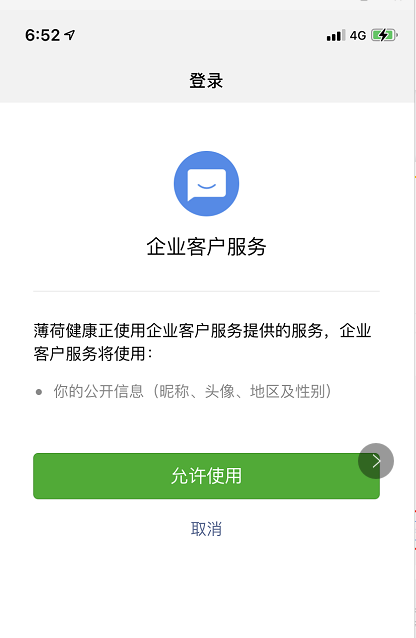 6:52
4G
登录
企业客户服务
薄荷健康正使用企业客户服务提供的服务，企业
客户服务将使用：
你的公开信息（昵称、头像、地区及性别）
允许使用
取消